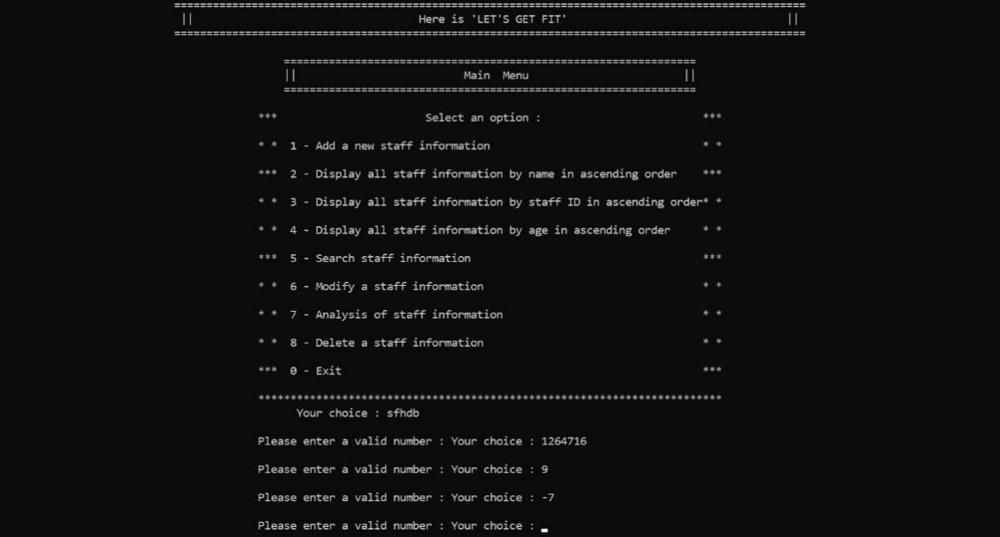 ==================================================================================================
|| Here is 'LET'S GET FIT' ||
==================================================================================================
================================================================
|| Main  Menu ||
================================================================
*** Select an option : ***
* * 1 - Add a new staff information * *
*** 2 - Display all staff information by name in ascending order ***
* * 3 - Display all staff information by staff ID in ascending order* *
* * 4 - Display all staff information by age in ascending order * *
*** 5 - Search staff information ***
* * 6 - Modify a staff information * *
* * 7 - Analysis of staff information * *
* * 8 - Delete a staff information * *
*** 0 - Exit ***
************************************************************************
Your choice : sfhdb
Please enter a valid number : Your choice : 1264716
Please enter a valid number : Your choice : 9
Please enter a valid number : Your choice : -7
Please enter a valid number : Your choice : _